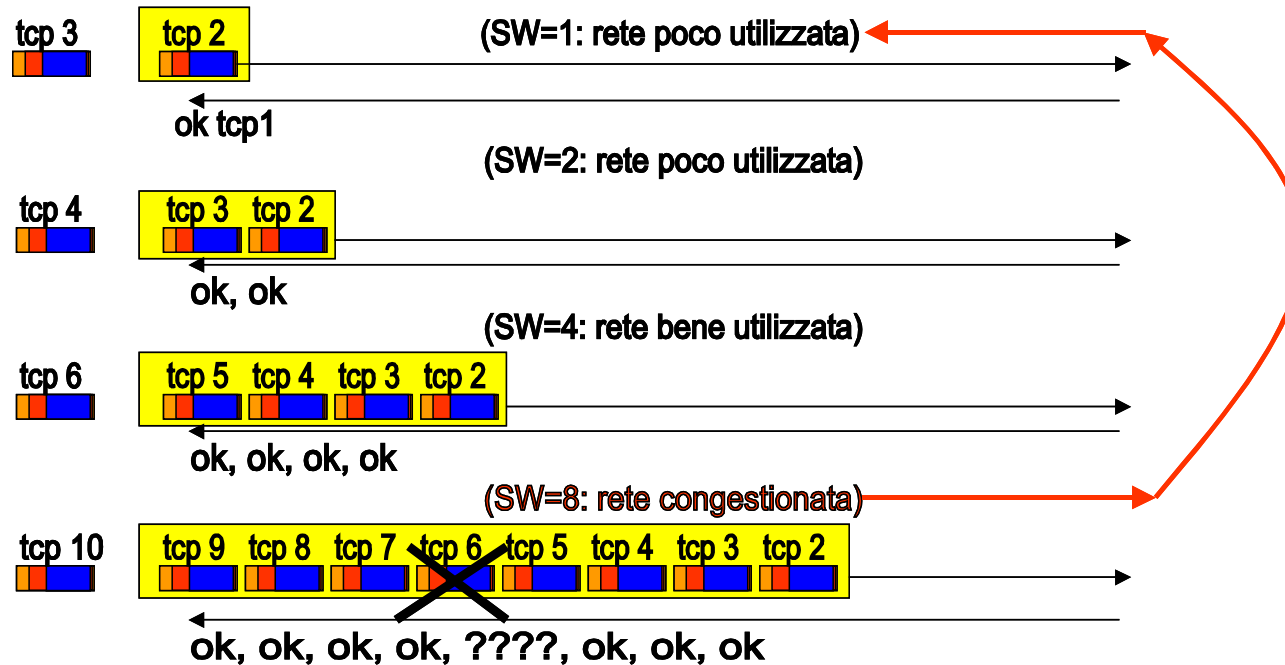 tcp 3 tcp 2 (SW=1: rete poco utilizzata)
ok tcp1
(SW=2: rete poco utilizzata)
tcp 4 tcp 3 tcp 2
ok, ok
(SW=4: rete bene utilizzata)
tcp 6 tcp 5 tcp 4 tcp 3 tcp 2
ok, ok, ok, ok
(SW=8: rete congestionata)
tcp 10 tcp 9 tcp 8 tcp 7 tcp 6 tcp 5 tcp 4 tcp 3 tcp 2
ok, ok, ok, ok, ????, ok, ok, ok